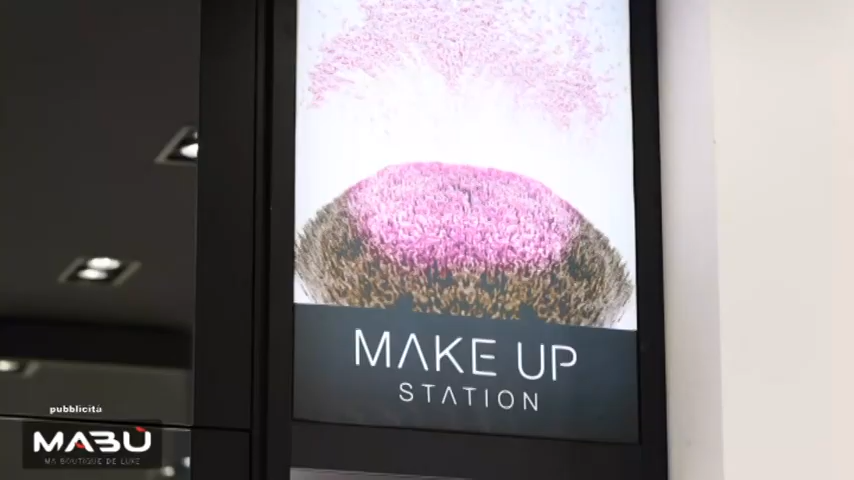 MAKE UP
STATION
pubblicità
MABÙ
MA BOUTIQUE DE LUXE